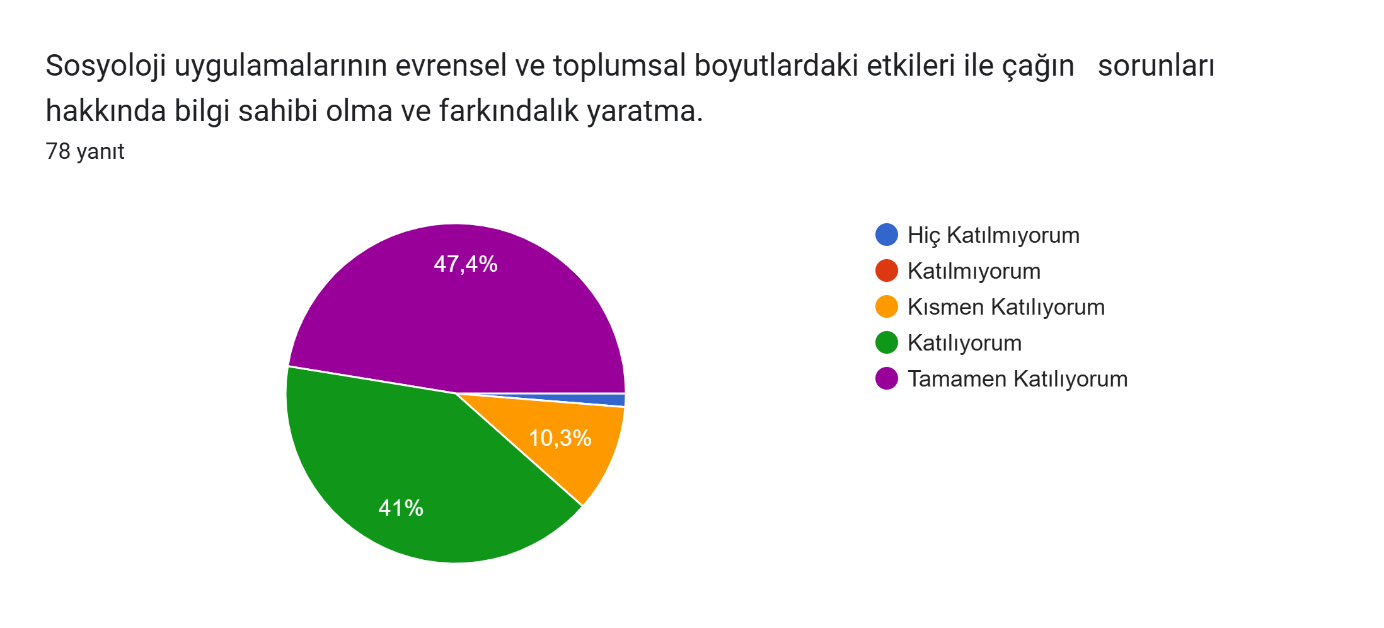 Sosyoloji uygulamalarının evrensel ve toplumsal boyutlardaki etkileri ile çağın   sorunları
hakkında bilgi sahibi olma ve farkındalık yaratma.
78 yanıt
47,4%
10,3%
41%
Hiç Katılmıyorum
Katılmıyorum
Kısmen Katılıyorum
Katılıyorum
Tamamen Katılıyorum